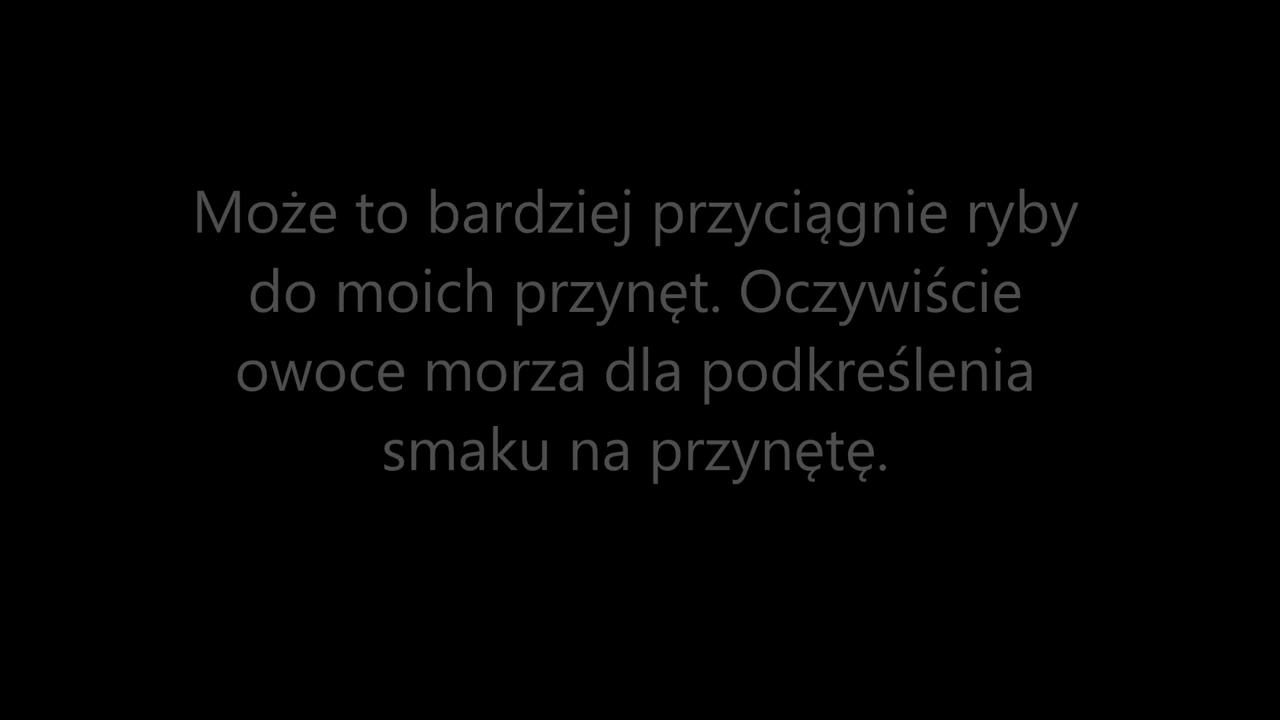 Może to bardziej przyciągnie ryby
do moich przynęt. Oczywiście
owoce morza dla podkreślenia
smaku na przynętę.